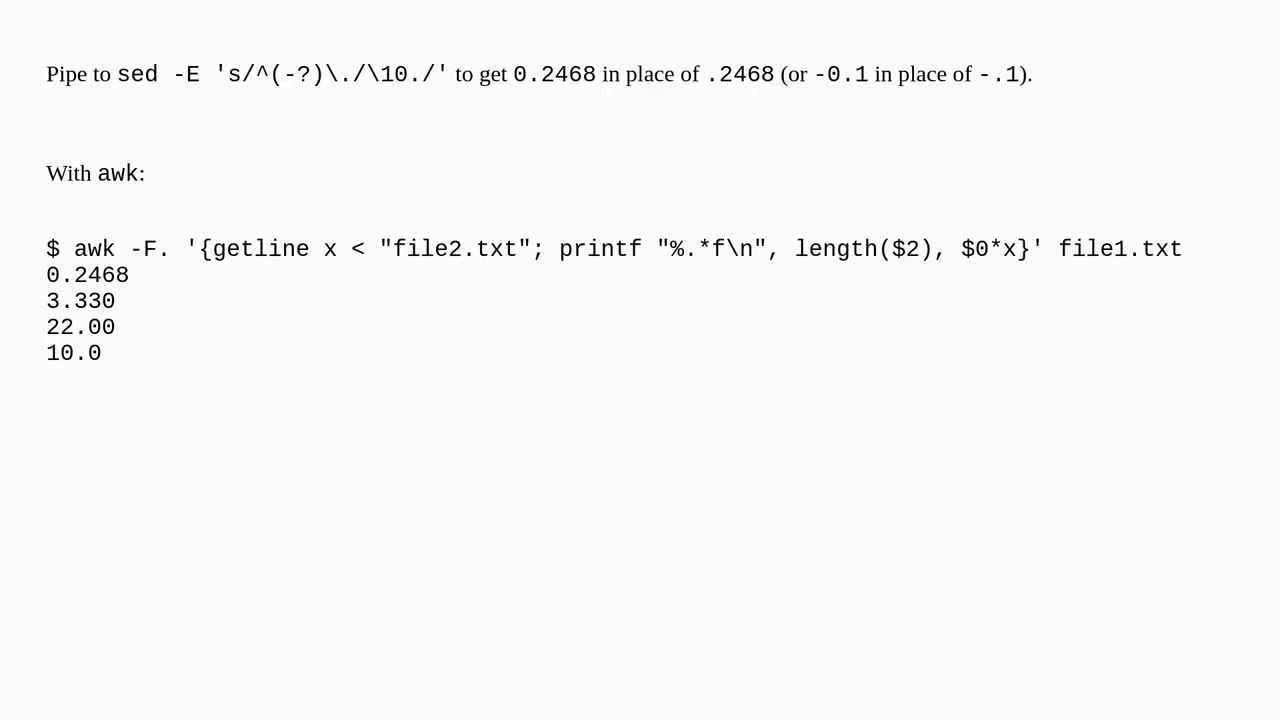 Pipe to sed -E 's/^(-?)\./\10./' to get 0.2468 in place of .2468 (or -0.1 in place of -.1).
With awk:
$ awk -F. '{getline x < "file2.txt"; printf "%.*f\n", length($2), $0*x}' file1.txt
0.2468
3.330
22.00
10.0